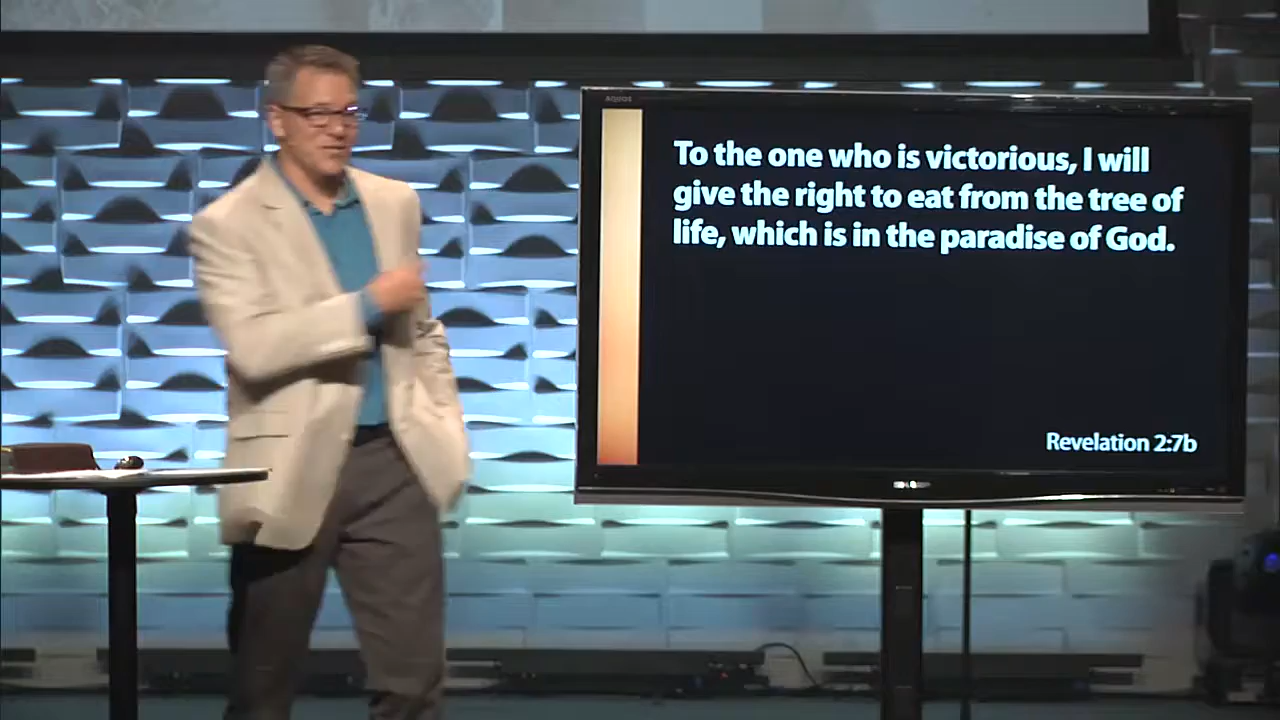 AQUOS
To the one who is victorious, I will
give the right to eat from the tree of
life, which is in the paradise of God.
Revelation 2:7b